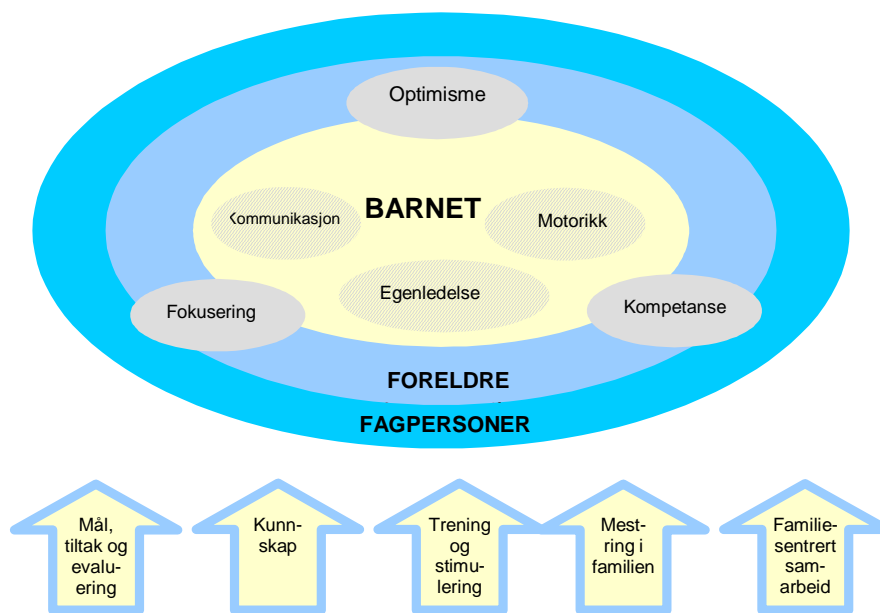 Optimisme
BARNET
Kommunikasjon
Motorikk
Egenledelse
Fokusering
Kompetanse
FORELDRE
FAGPERSONER
Mål,
tiltak og
evalu-
ering
Kunn-
skap
Trening
og
stimu-
lering
Mest-
ring i
familien
Familie-
sentrert
sam-
arbeid